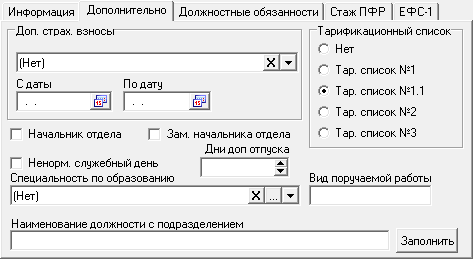 Информация Дополнительно Должностные обязанности Стаж ПФР ЕФС-1
Доп. страх. взносы
(Нет)
С даты По дату
. . 15 . . 15
Тарификационный список
Нет
Тар. список №1
Тар. список №1.1
Тар. список №2
Тар. список №3
Начальник отдела Зам. начальника отдела
Дни доп отпуска
Ненорм. служебный день
Специальность по образованию Вид поручаемой работы
(Нет) ...
Наименование должности с подразделением
Заполнить